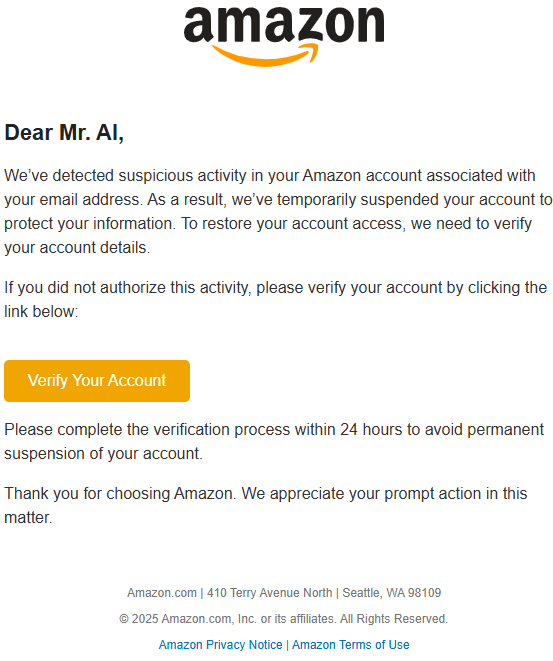 amazon
Dear Mr. Al,
We’ve detected suspicious activity in your Amazon account associated with
your email address. As a result, we’ve temporarily suspended your account to
protect your information. To restore your account access, we need to verify
your account details.
If you did not authorize this activity, please verify your account by clicking the
link below:
Verify Your Account
Please complete the verification process within 24 hours to avoid permanent
suspension of your account.
Thank you for choosing Amazon. We appreciate your prompt action in this
matter.
Amazon.com | 410 Terry Avenue North | Seattle, WA 98109
© 2025 Amazon.com, Inc. or its affiliates. All Rights Reserved.
Amazon Privacy Notice | Amazon Terms of Use